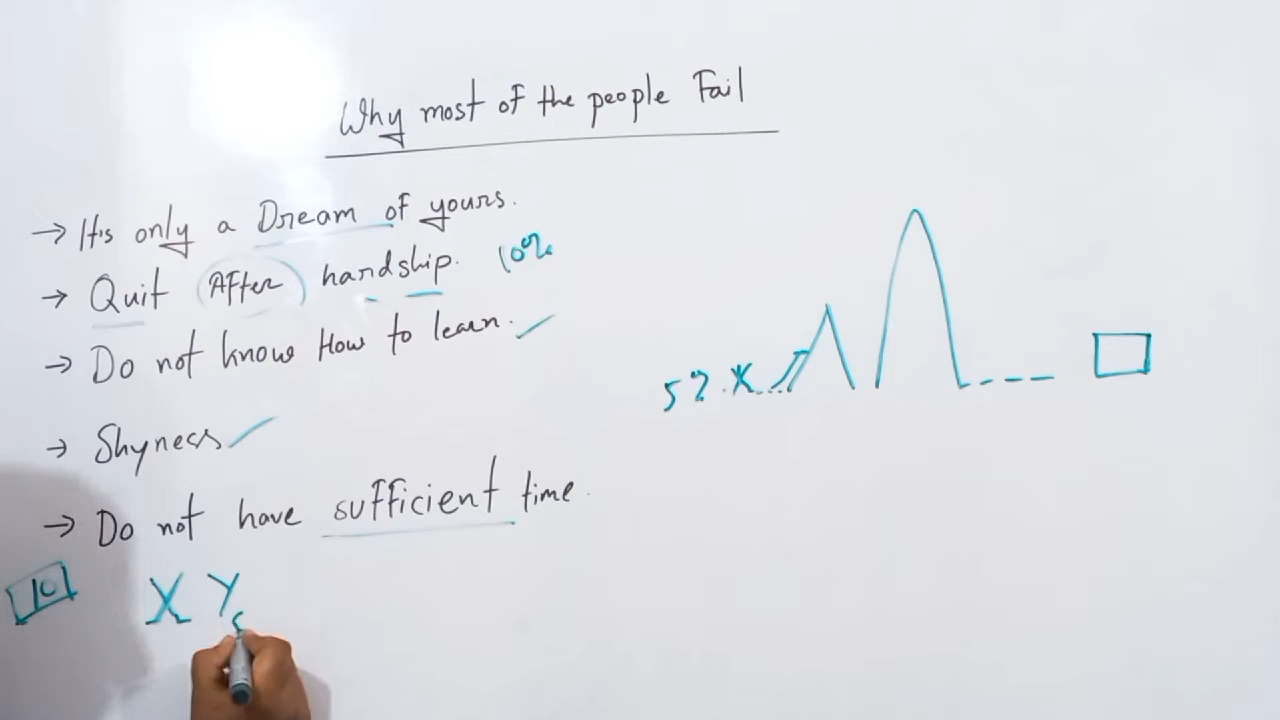 Why most of the people Fail
→ It's only a Dream of yours.
→ Quit After hardship. 10%
→ Do not know How to learn.
5%. X
→ Shyness
→ Do not have sufficient time.
10 X Y